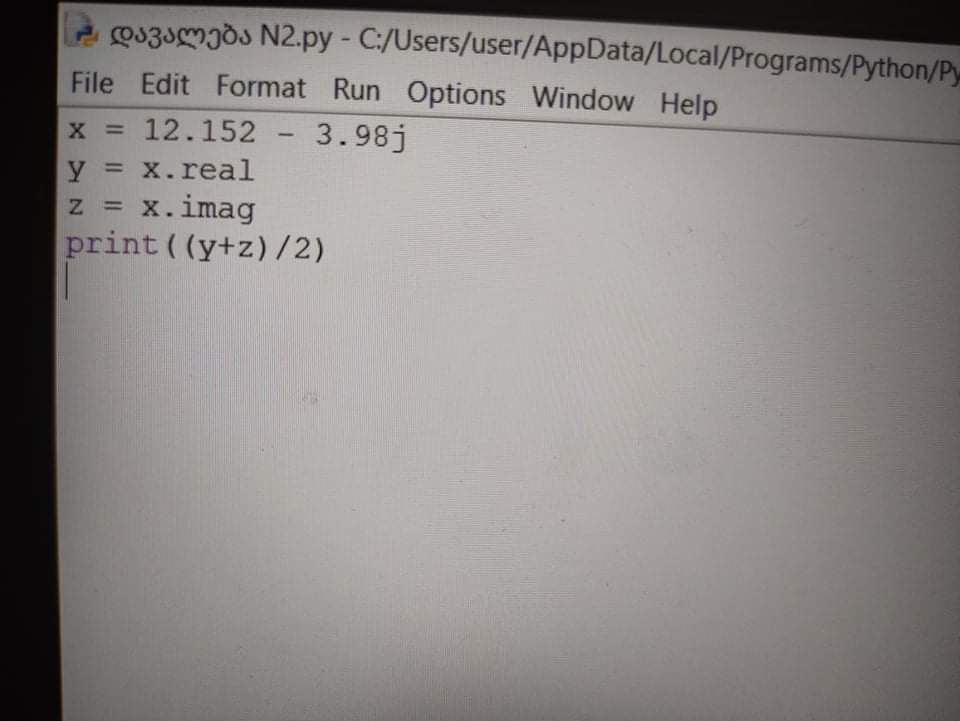 დავალება N2.py - C:/Users/user/AppData/Local/Programs/Python/Py
File Edit Format Run Options Window Help
x = 12.152 - 3.98j
y = x.real
z = x.imag
print((y+z)/2)